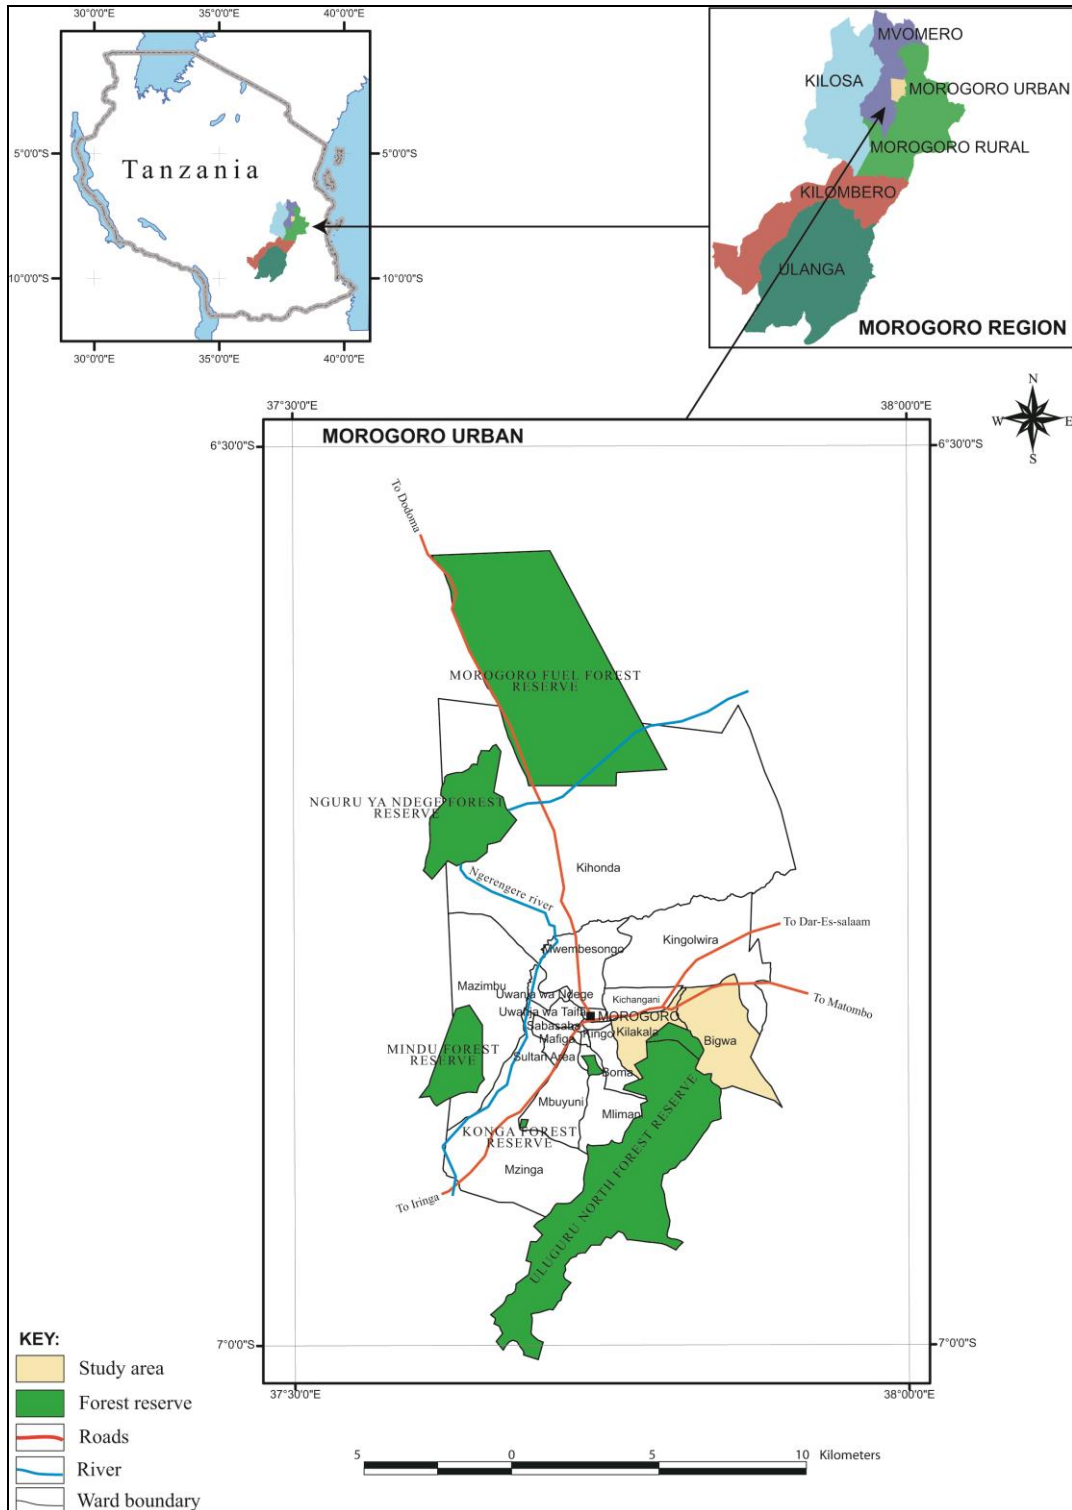 30°0'0"E 35°0'0"E 40°0'0"E
5°0'0"S
5°0'0"S
Tanzania
10°0'0"S
10°0'0"S
30°0'0"E 35°0'0"E 40°0'0"E
MVOMERO
KILOSA
MOROGORO URBAN
MOROGORO RURAL
KILOMBERO
ULANGA
MOROGORO REGION
N
W E
S
37°30'0"E 38°00'0"E
6°30'0"S
6°30'0"S
MOROGORO URBAN
To Dodoma
MOROGORO FUEL FOREST
RESERVE
NGURU YA NDEGE FOREST
RESERVE
Kihonda
Ngerengere river
To Dar-Es-salaam
Kingolwira
Mwembesongo
Mazimbu
Uwanja wa Ndege
Kichangani
To Matombo
Uwanja wa Taifa
MOROGORO
Sabasaba
Kingo
Kilakala
Mafiga
Bigwa
MINDU FOREST
RESERVE
Sultan Area
Boma
Mbuyuni
Mliman
KONGA FOREST
RESERVE
Mzinga
To Iringa
ULUGURU NORTH FOREST RESERVE
7°0'0"S
7°0'0"S
37°30'0"E 38°00'0"E
KEY:
Study area
Forest reserve
Roads
River
Ward boundary
5 0 5 10 Kilometers